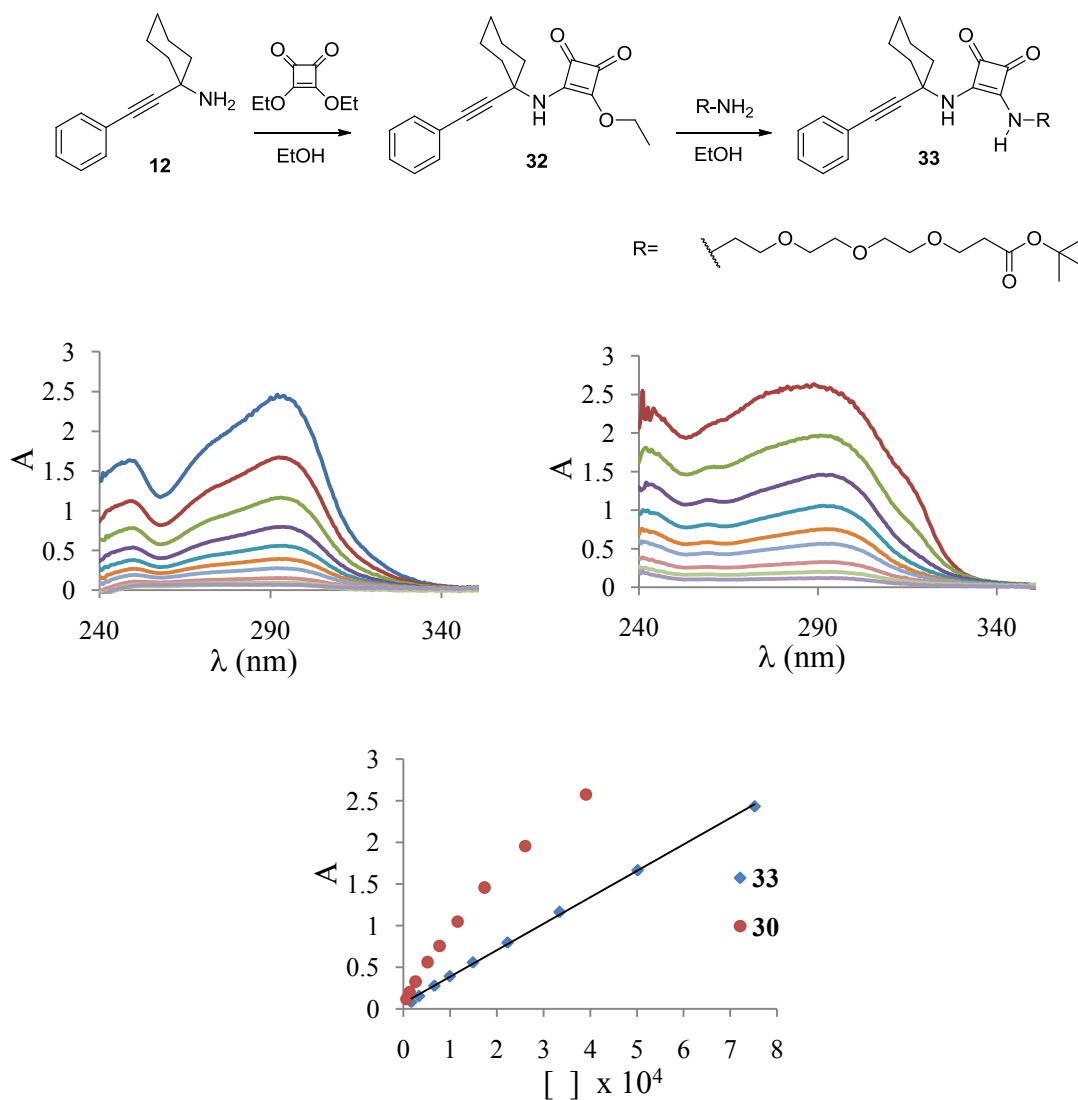 O O
NH₂
EtO OEt
EtOH
12
O O
N
H
O
32
R-NH₂
EtOH
O O
N
H
N
H
R
33
R=
O O O O
O
A
3
2.5
2
1.5
1
0.5
0
240 290 340
λ (nm)
A
3
2.5
2
1.5
1
0.5
0
240 290 340
λ (nm)
A
3
2.5
2
1.5
1
0.5
0
0 1 2 3 4 5 6 7 8
[ ] x 10⁴
33
30